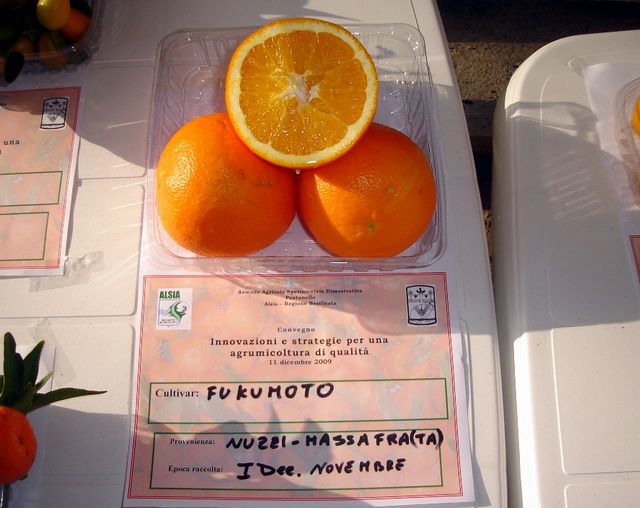 una
ALSIA
Azienda Agricola Sperimentale Dimostrativa
Pantanello
Alsia - Regione Basilicata
Convegno
Innovazioni e strategie per una
agrumicoltura di qualità
11 dicembre 2009
Cultivar: FUKUMOTO
Provenienza: NUZZI - MASSAFRA (TA)
Epoca raccolta: I Dec. NOVEMBRE